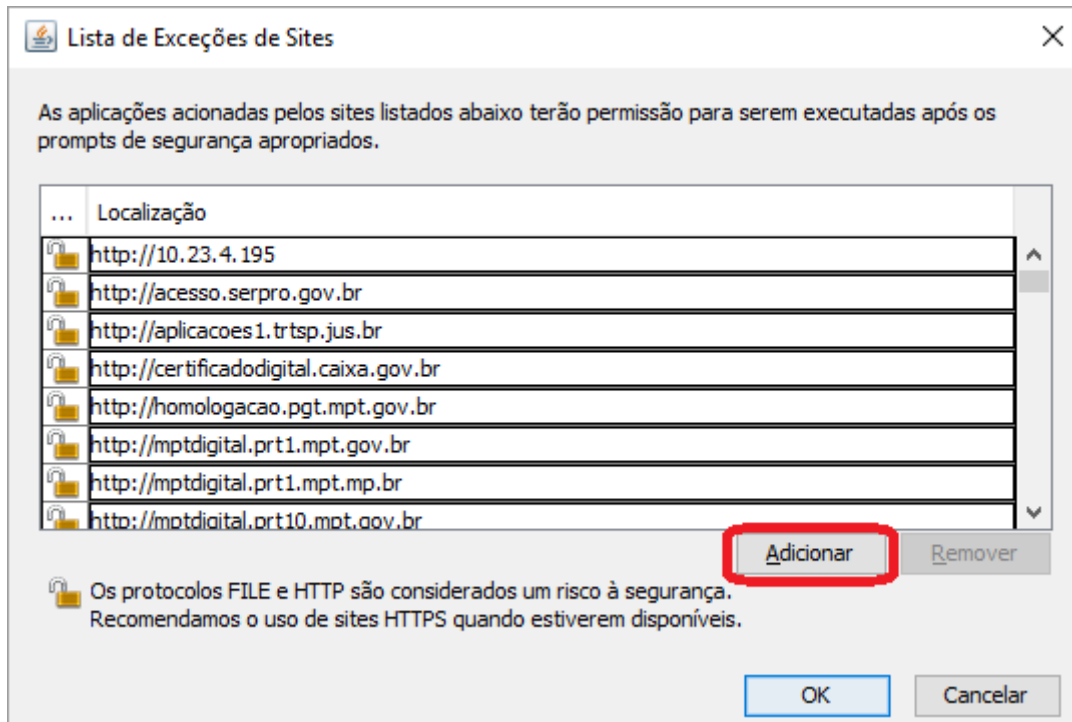 Lista de Exceções de Sites
As aplicações acionadas pelos sites listados abaixo terão permissão para serem executadas após os
prompts de segurança apropriados.
... Localização
http://10.23.4.195
http://acesso.serpro.gov.br
http://aplicacoes1.trtsp.jus.br
http://certificadodigital.caixa.gov.br
http://homologacao.pgt.mpt.gov.br
http://mptdigital.prt1.mpt.gov.br
http://mptdigital.prt1.mpt.mp.br
http://mptdigital.prt10.mpt.gov.br
Adicionar Remover
Os protocolos FILE e HTTP são considerados um risco à segurança.
Recomendamos o uso de sites HTTPS quando estiverem disponíveis.
OK Cancelar